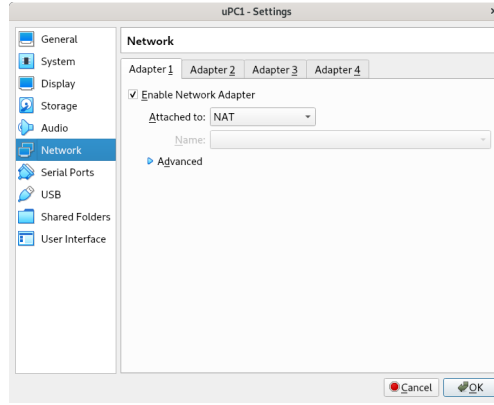 uPC1 - Settings
General
System
Display
Storage
Audio
Network
Serial Ports
USB
Shared Folders
User Interface
Network
Adapter 1 Adapter 2 Adapter 3 Adapter 4
Enable Network Adapter
Attached to: NAT
Name:
Advanced
Cancel OK